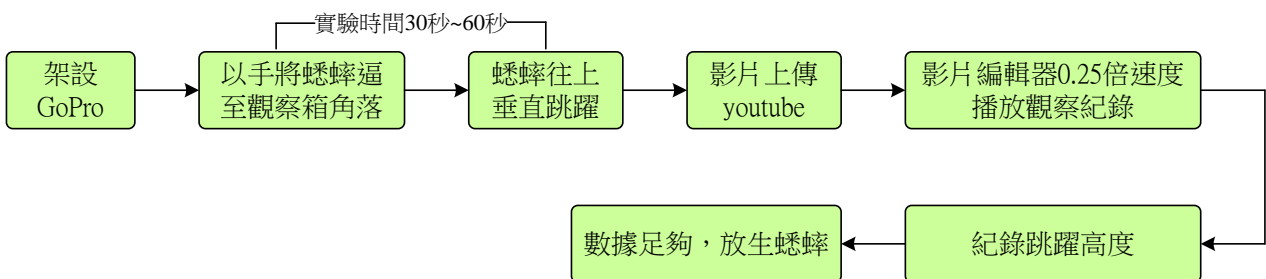 實驗時間30秒~60秒
架設
GoPro
以手將蟋蟀逼
至觀察箱角落
蟋蟀往上
垂直跳躍
影片上傳
youtube
影片編輯器0.25倍速度
播放觀察紀錄
紀錄跳躍高度
數據足夠，放生蟋蟀